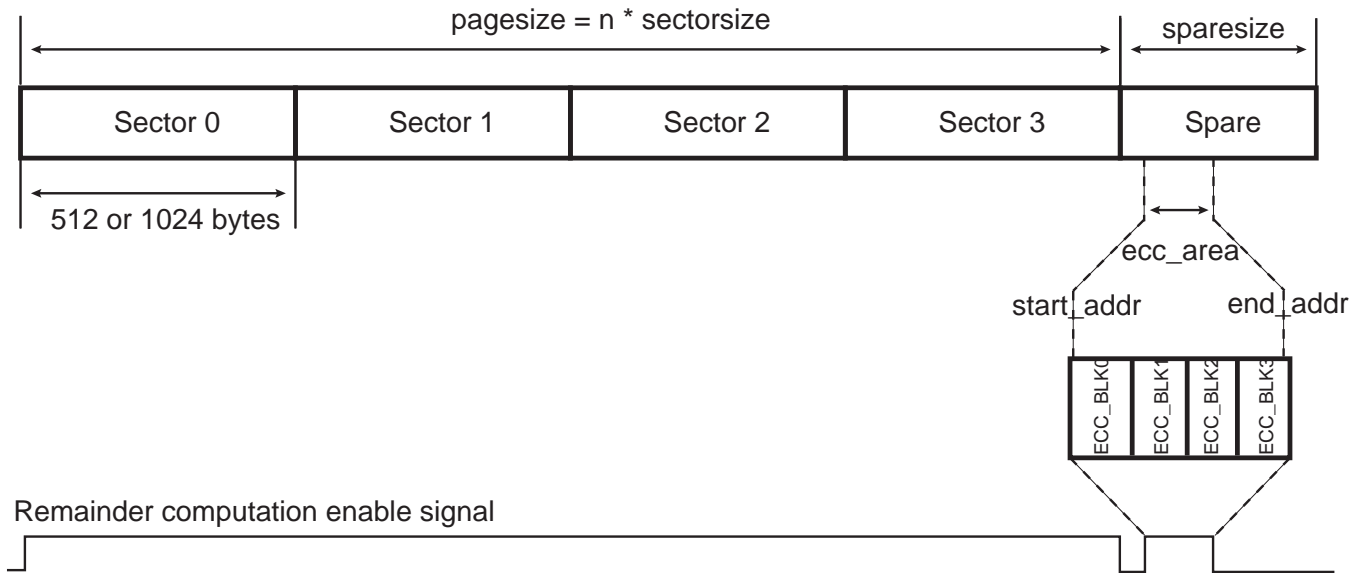 pagesize = n * sectorsize
sparesize
Sector 0
Sector 1
Sector 2
Sector 3
Spare
512 or 1024 bytes
ecc_area
start_addr
end_addr
ECC_BLK0
ECC_BLK1
ECC_BLK2
ECC_BLK3
Remainder computation enable signal